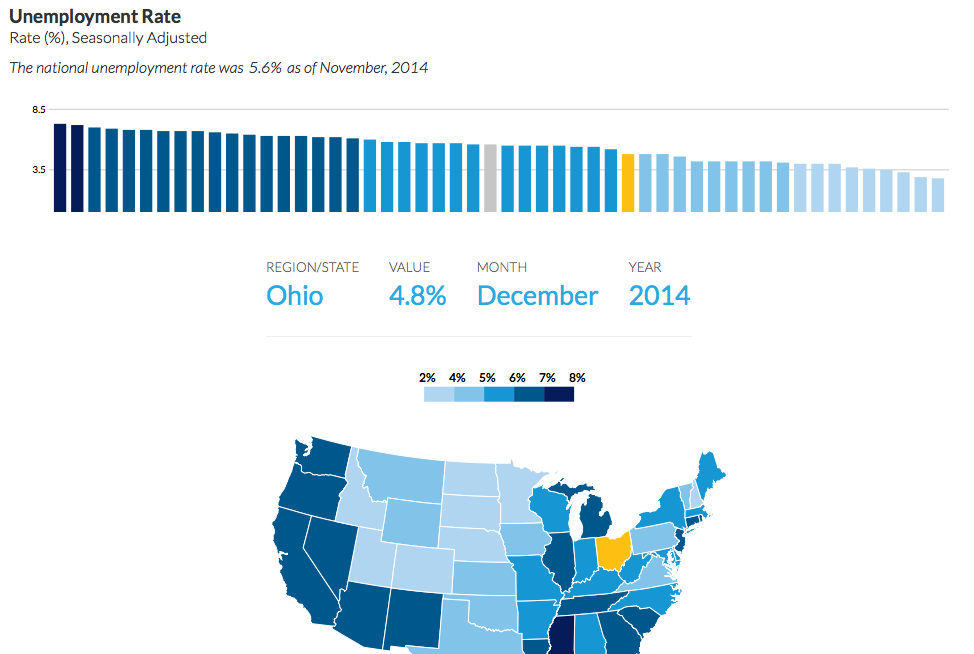 Unemployment Rate
Rate (%), Seasonally Adjusted
The national unemployment rate was 5.6% as of November, 2014
8.5
3.5
REGION/STATE VALUE MONTH YEAR
Ohio 4.8% December 2014
2% 4% 5% 6% 7% 8%